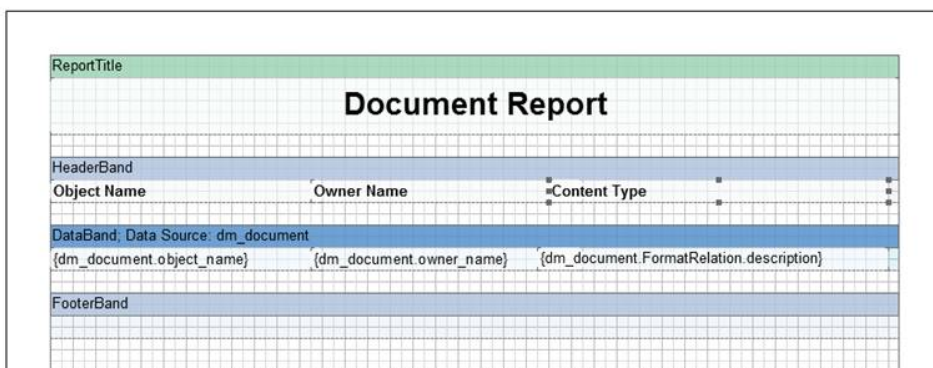 ReportTitle
Document Report
HeaderBand
Object Name Owner Name Content Type
DataBand; Data Source: dm_document
{dm_document.object_name} {dm_document.owner_name} {dm_document.FormatRelation.description}
FooterBand